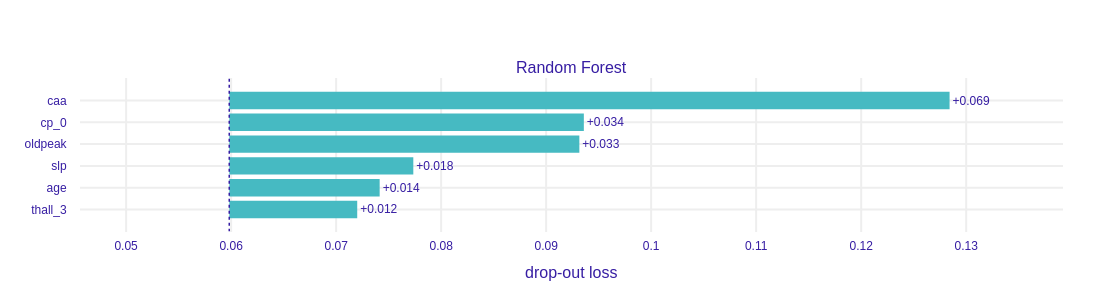 Random Forest
caa +0.069
cp_0 +0.034
oldpeak +0.033
slp +0.018
age +0.014
thall_3 +0.012
0.05 0.06 0.07 0.08 0.09 0.1 0.11 0.12 0.13
drop-out loss